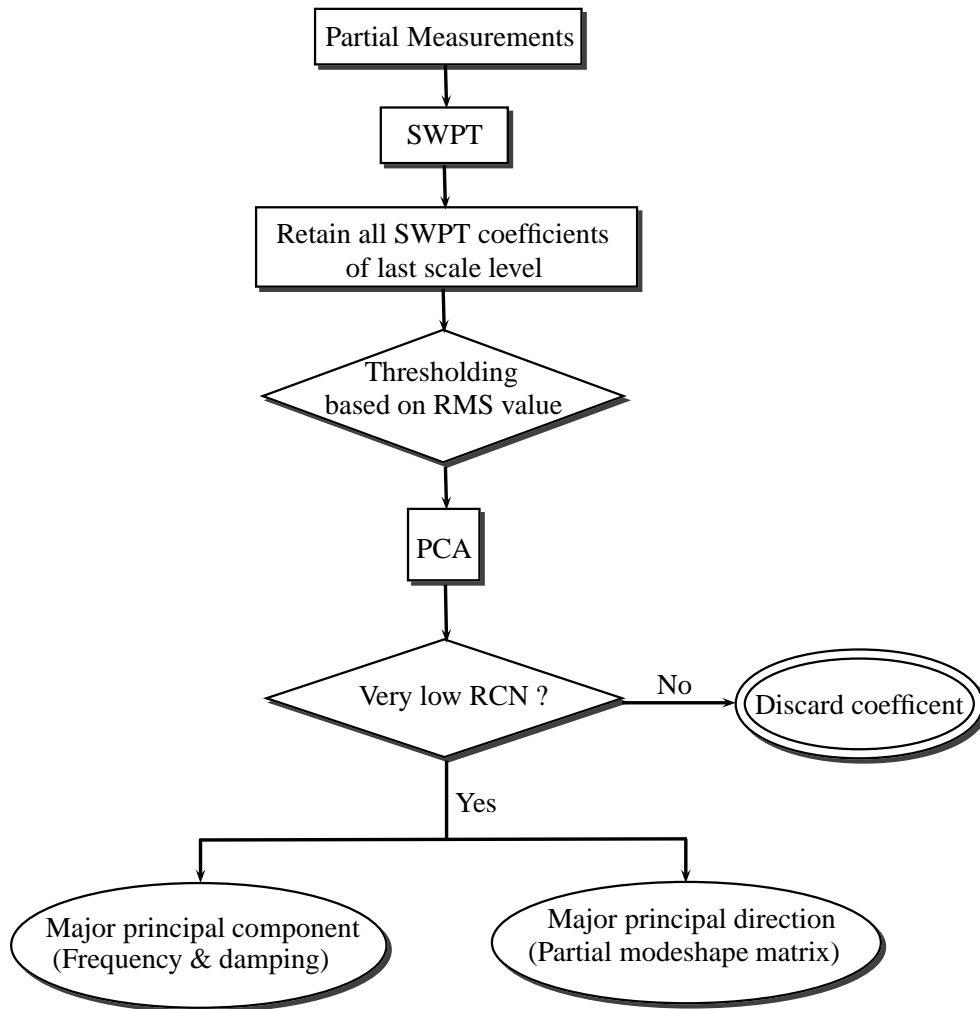 Partial Measurements
SWPT
Retain all SWPT coefficients
of last scale level
Thresholding
based on RMS value
PCA
Very low RCN ?
No
Discard coefficent
Yes
Major principal component
(Frequency & damping)
Major principal direction
(Partial modeshape matrix)